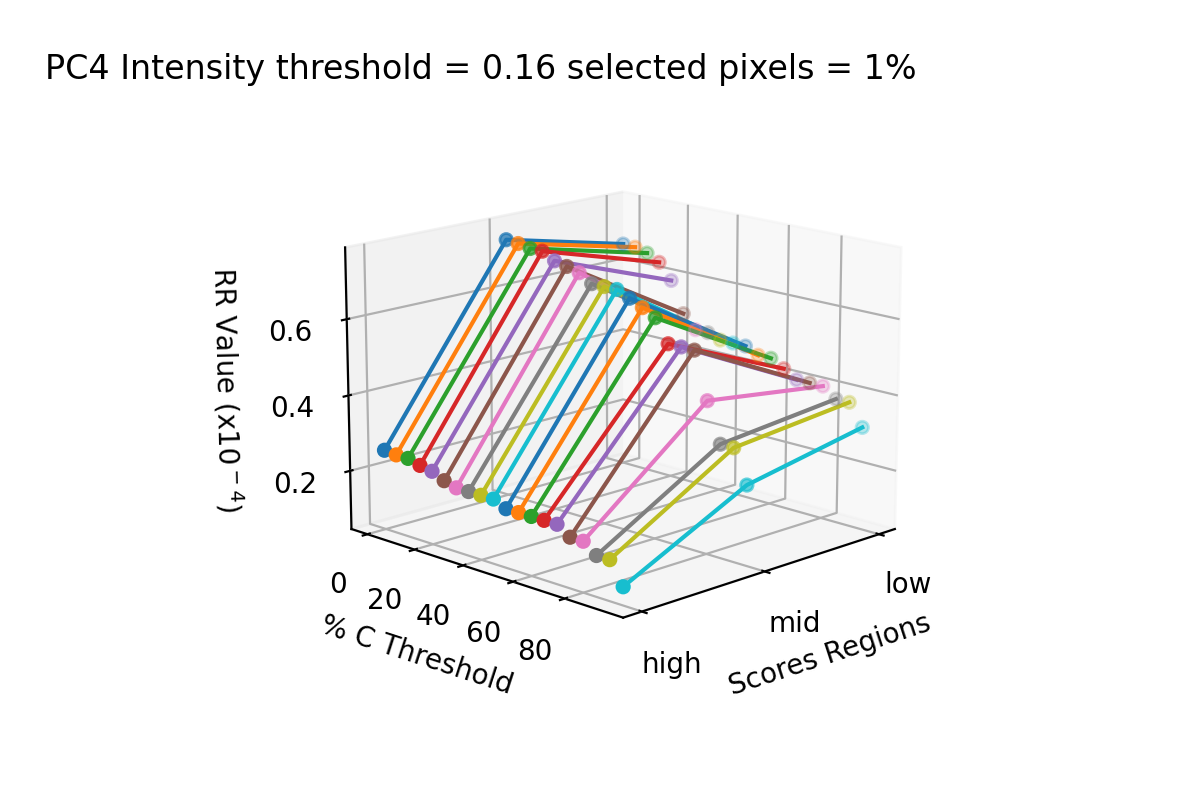 PC4 Intensity threshold = 0.16 selected pixels = 1%
RR Value (x10⁻⁴)
0.6
0.4
0.2
0
20
40
60
80
% C Threshold
high
mid
low
Scores Regions